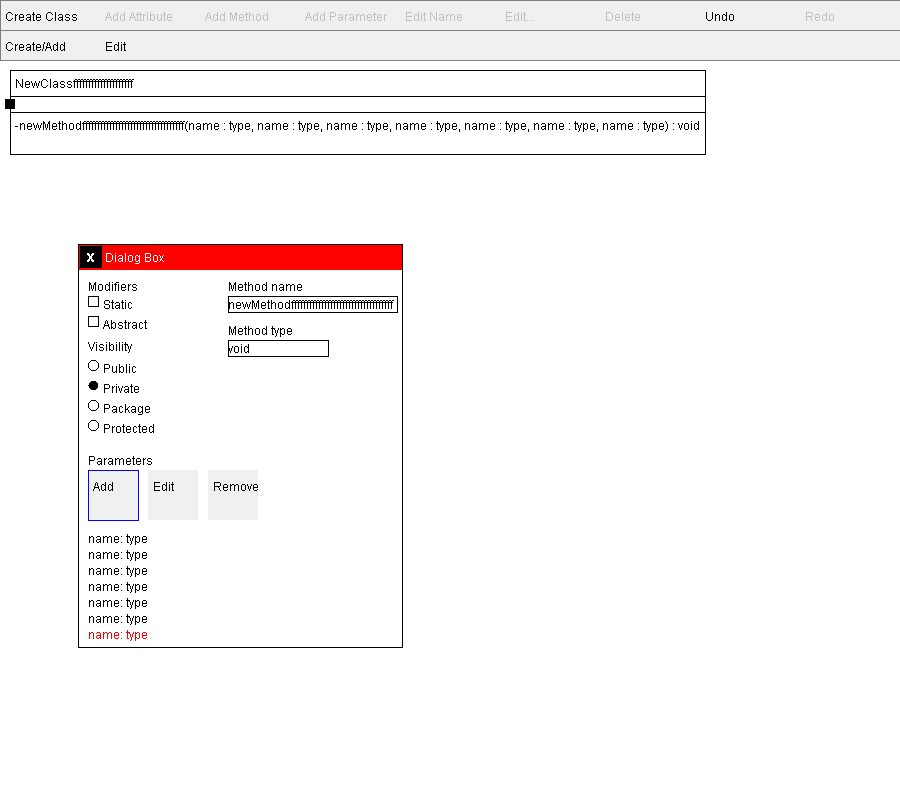 Create Class Add Attribute Add Method Add Parameter Edit Name Edit... Delete Undo Redo
Create/Add Edit
NewClassffffffffffffffffffff
-newMethodffffffffffffffffffffffffffffffffff(name : type, name : type, name : type, name : type, name : type, name : type, name : type) : void
X Dialog Box
Modifiers
Static
Abstract
Visibility
Public
Private
Package
Protected
Method name
newMethodffffffffffffffffffffffffffffffffff
Method type
void
Parameters
Add Edit Remove
name: type
name: type
name: type
name: type
name: type
name: type
name: type